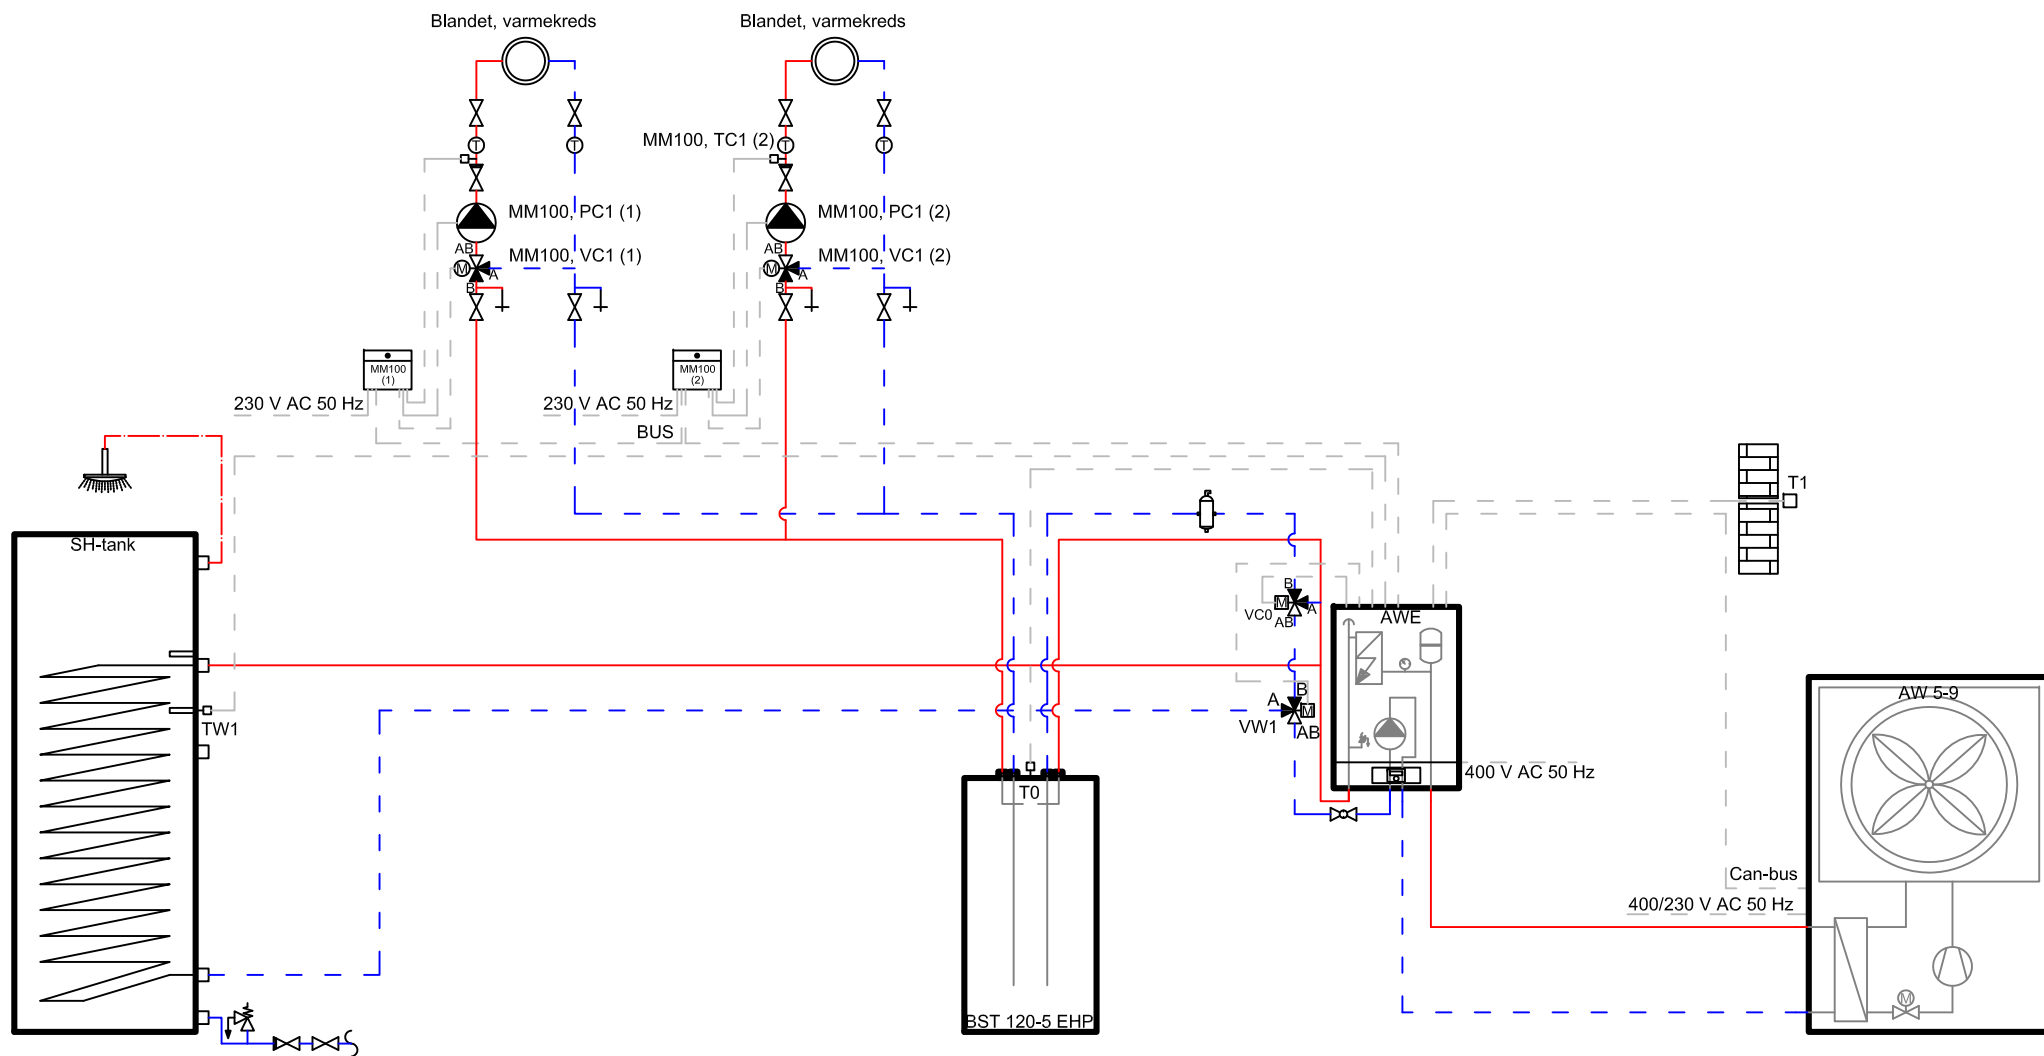 Blandet, varmekreds
Blandet, varmekreds
T
T
MM100, TC1 (2)
T
T
MM100, PC1 (1)
MM100, PC1 (2)
AB
MM100, VC1 (1)
AB
MM100, VC1 (2)
M
A
M
A
B
B
MM100
(1)
MM100
(2)
230 V AC 50 Hz
230 V AC 50 Hz
BUS
T1
SH-tank
B
M
A
VC0
AB
AWE
B
A
M
VW1
AB
TW1
AW 5-9
400 V AC 50 Hz
T0
Can-bus
400/230 V AC 50 Hz
M
BST 120-5 EHP